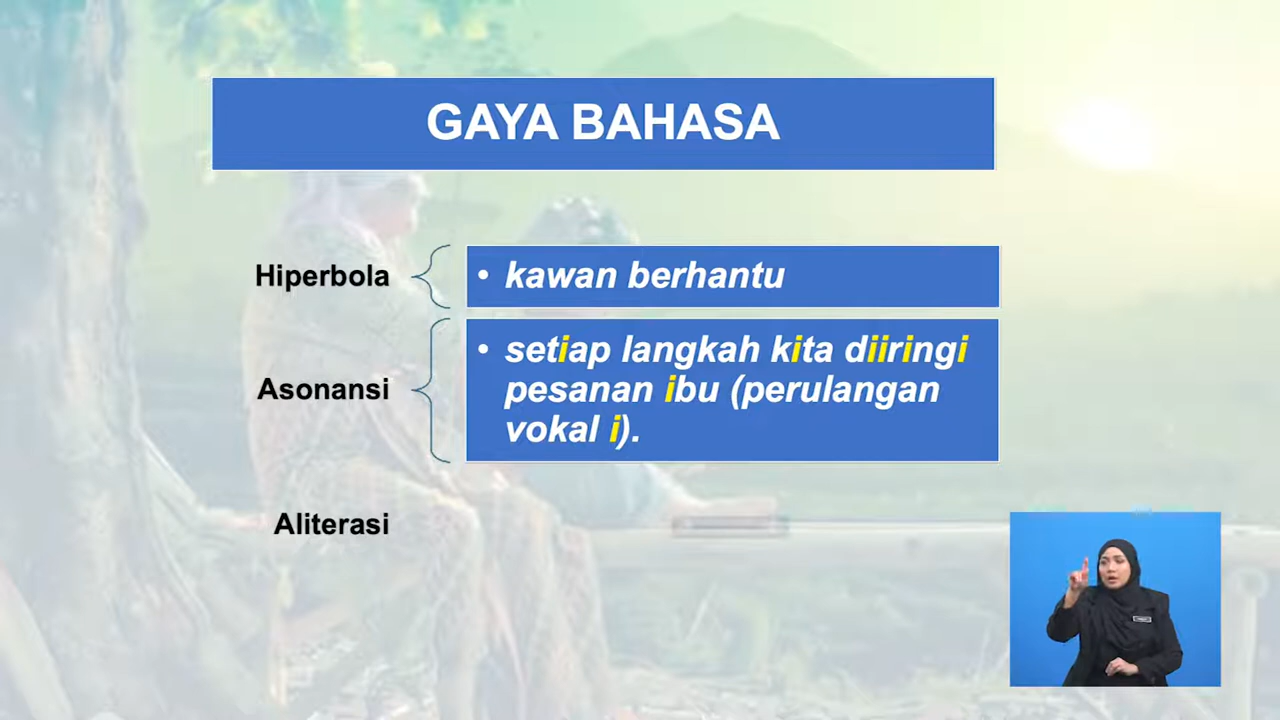 GAYA BAHASA
Hiperbola
• kawan berhantu
Asonansi
• setiap langkah kita diiringi
pesanan ibu (perulangan
vokal i).
Aliterasi